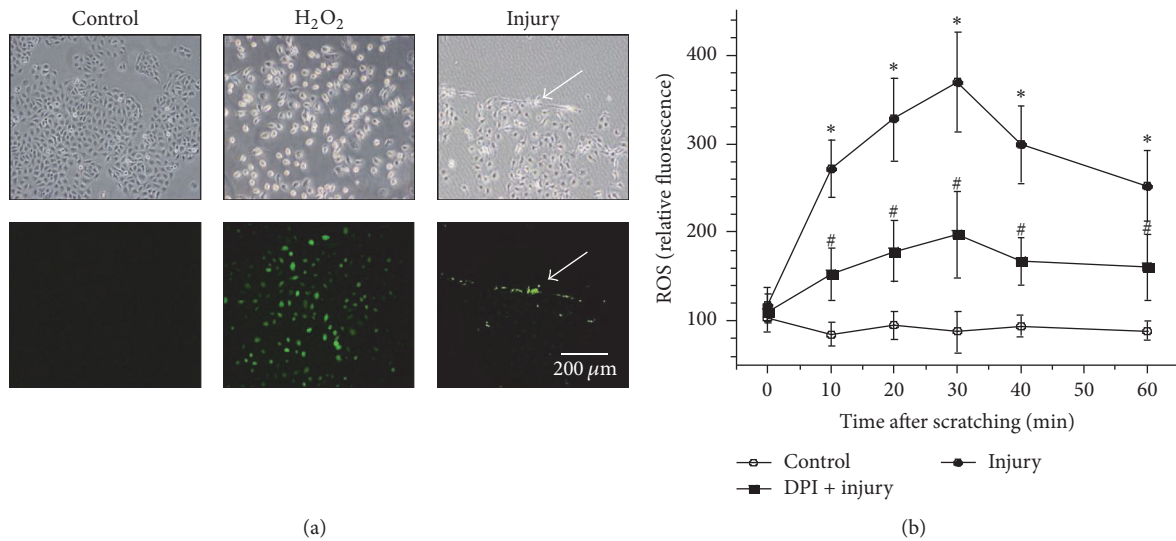 Control
H₂O₂
Injury
200 μm
(a)
ROS (relative fluorescence)
400
300
200
100
*
*
*
*
*
#
#
#
#
#
0
10
20
30
40
50
60
Time after scratching (min)
Control
Injury
DPI + injury
(b)